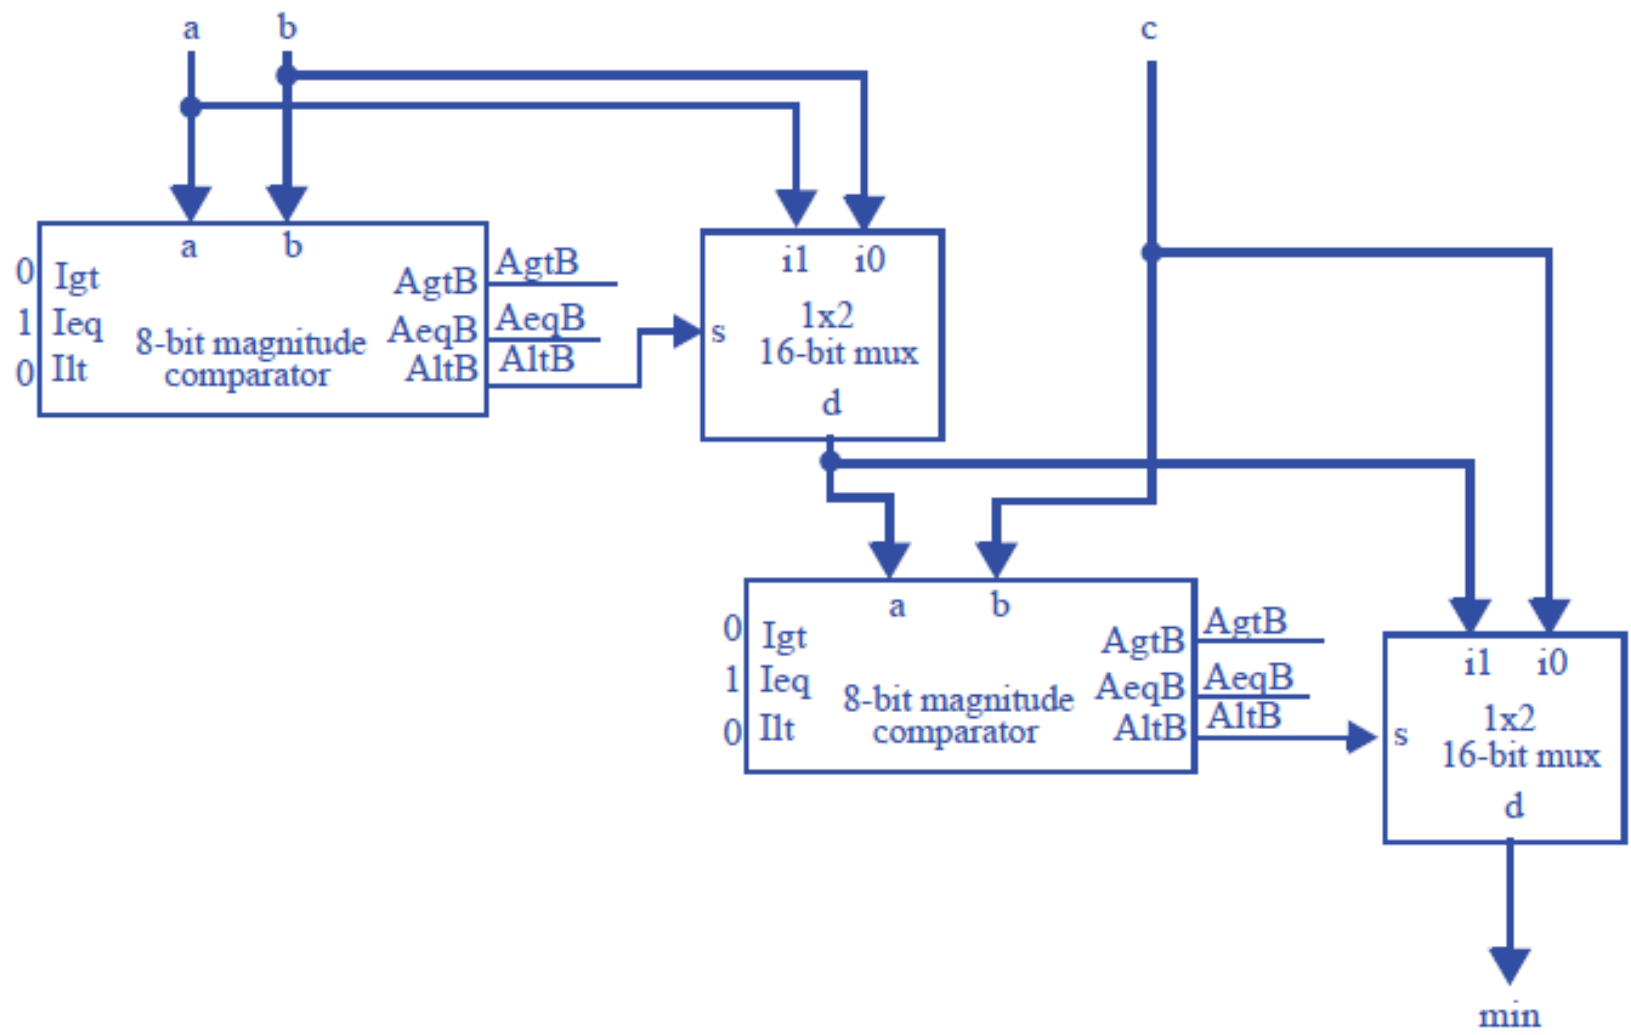 a b c
a b
0 Igt AgtB AgtB
1 Ieq AeqB AeqB
0 Ilt AltB AltB
8-bit magnitude
comparator
i1 i0
s 1x2
16-bit mux
d
a b
0 Igt AgtB AgtB
1 Ieq AeqB AeqB
0 Ilt AltB AltB
8-bit magnitude
comparator
i1 i0
s 1x2
16-bit mux
d
min